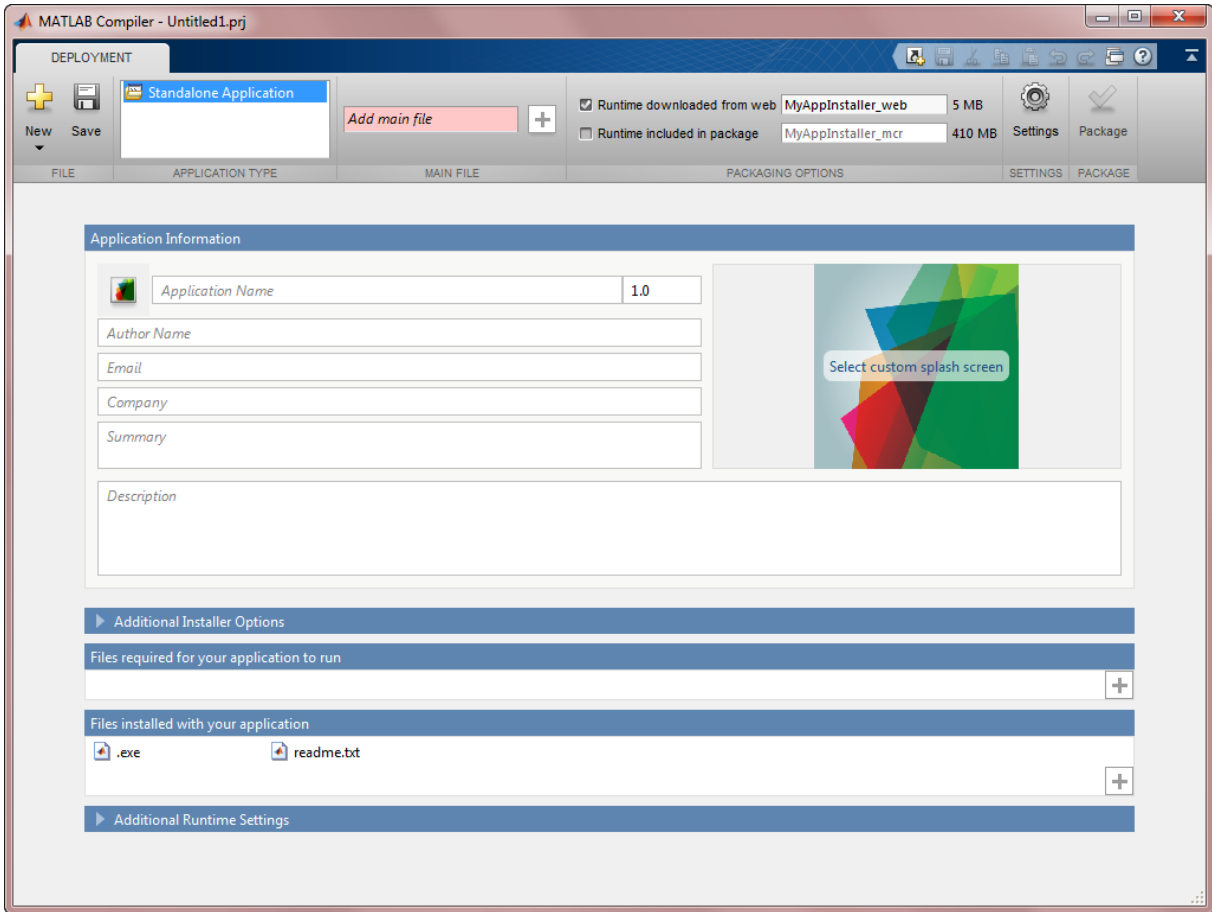 MATLAB Compiler - Untitled1.prj
DEPLOYMENT
New
Save
Standalone Application
Add main file
Runtime downloaded from web MyAppInstaller_web 5 MB
Runtime included in package MyAppInstaller_mcr 410 MB
Settings
Package
FILE APPLICATION TYPE MAIN FILE PACKAGING OPTIONS SETTINGS PACKAGE
Application Information
Application Name 1.0
Author Name
Email
Company
Summary
Select custom splash screen
Description
Additional Installer Options
Files required for your application to run
Files installed with your application
.exe readme.txt
Additional Runtime Settings